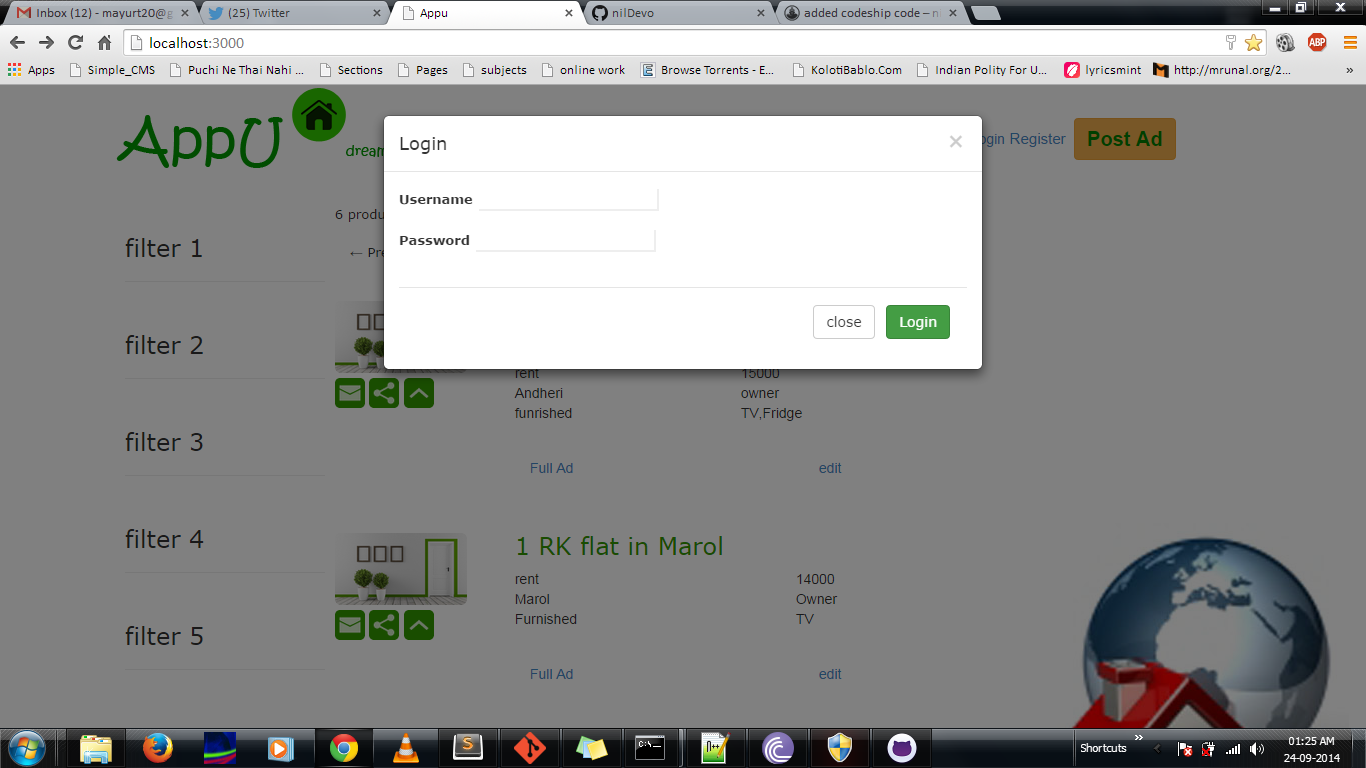 Inbox (12) - mayurt20@g
(25) Twitter
Appu
nilDevo
added codeship code – ni
localhost:3000
ABP
Apps
Simple_CMS
Puchi Ne Thai Nahi ...
Sections
Pages
subjects
online work
Browse Torrents - E...
KolotiBablo.Com
Indian Polity For U...
lyricsmint
http://mrunal.org/2...
»
AppU
dream
ogin Register
Post Ad
Login
×
Username
Password
close
Login
6 produ
← Pre
filter 1
filter 2
filter 3
filter 4
filter 5
rent 15000
Andheri owner
funrished TV,Fridge
Full Ad edit
1 RK flat in Marol
rent 14000
Marol Owner
Furnished TV
Full Ad edit
Shortcuts
»
01:25 AM
24-09-2014